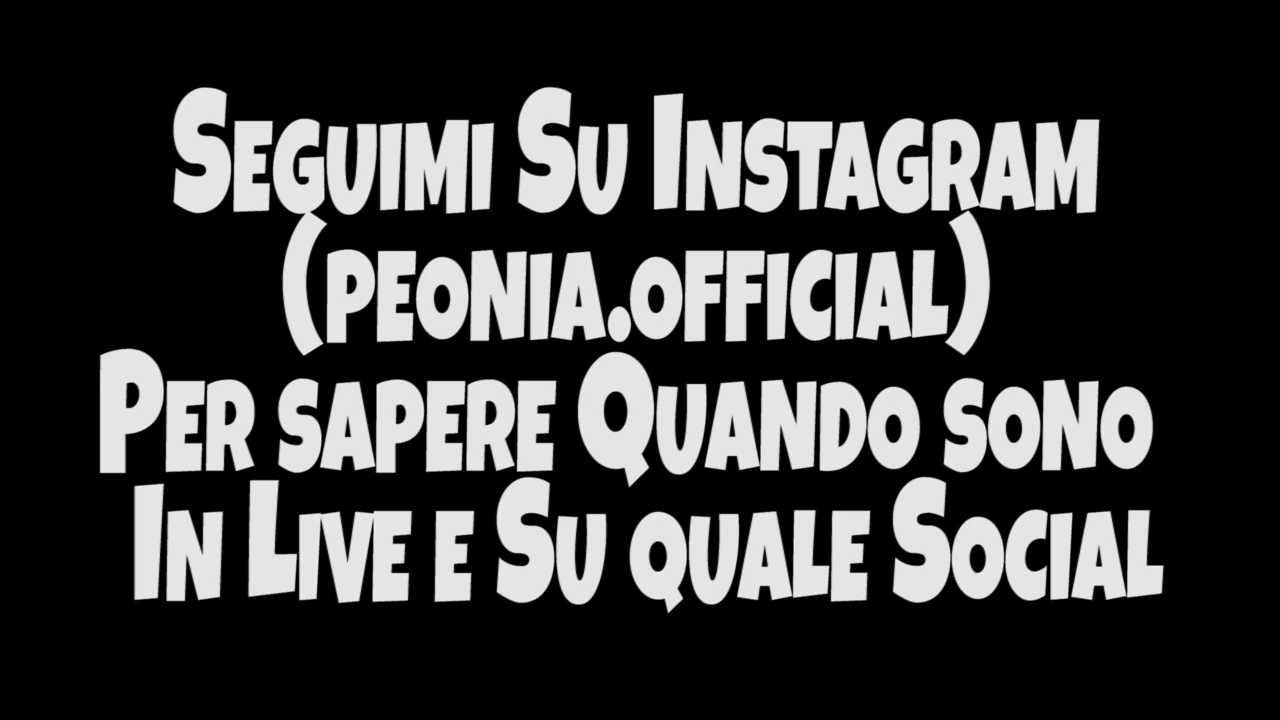 Seguimi Su Instagram
(peonia.official)
Per sapere Quando sono
In Live e Su quale Social